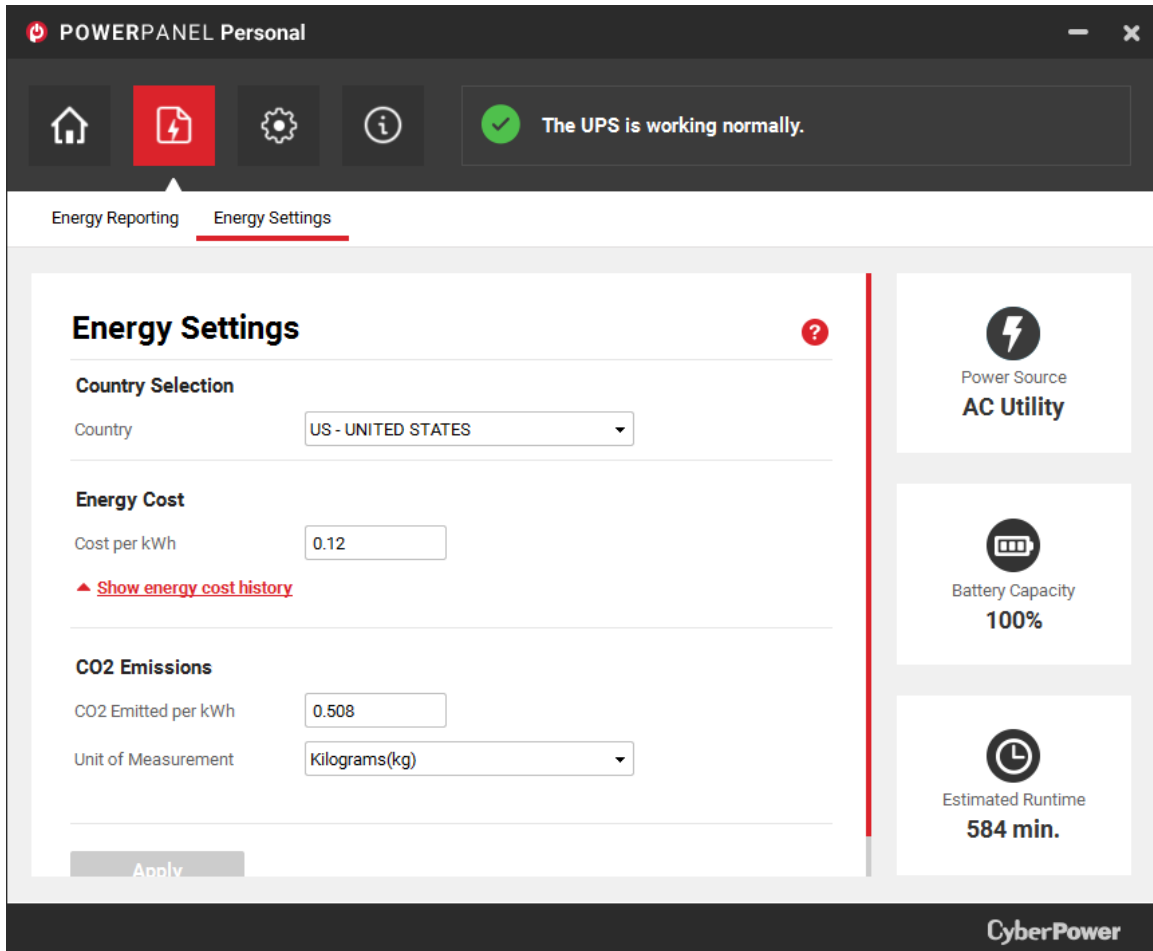 POWERPANEL Personal
The UPS is working normally.
Energy Reporting
Energy Settings
Energy Settings
?
Country Selection
Country
US - UNITED STATES
Energy Cost
Cost per kWh
0.12
Show energy cost history
CO2 Emissions
CO2 Emitted per kWh
0.508
Unit of Measurement
Kilograms(kg)
Apply
Power Source
AC Utility
Battery Capacity
100%
Estimated Runtime
584 min.
CyberPower